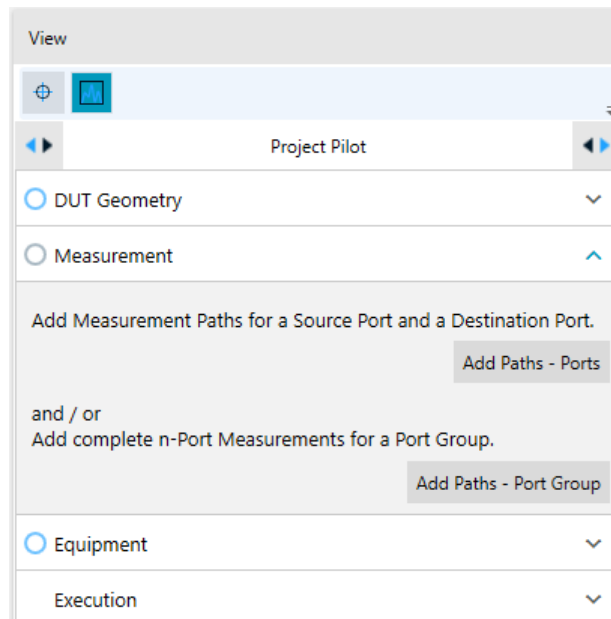 View
Project Pilot
DUT Geometry
Measurement
Add Measurement Paths for a Source Port and a Destination Port.
Add Paths - Ports
and / or
Add complete n-Port Measurements for a Port Group.
Add Paths - Port Group
Equipment
Execution